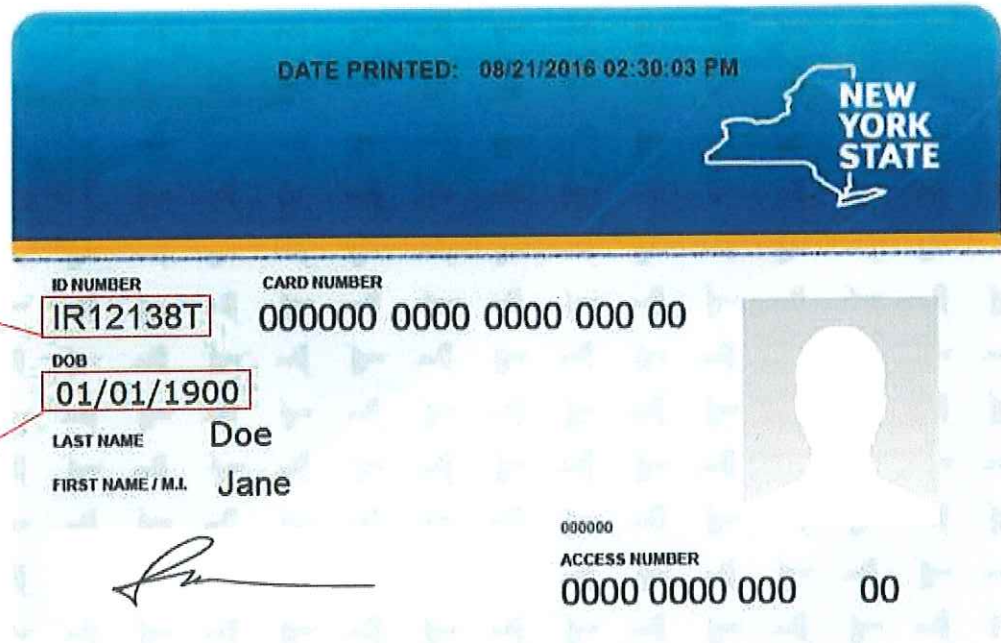 DATE PRINTED: 08/21/2016 02:30:03 PM
NEW
YORK
STATE
ID NUMBER CARD NUMBER
IR12138T 000000 0000 0000 000 00
DOB
01/01/1900
LAST NAME Doe
FIRST NAME / M.I. Jane
000000
ACCESS NUMBER
0000 0000 000 00